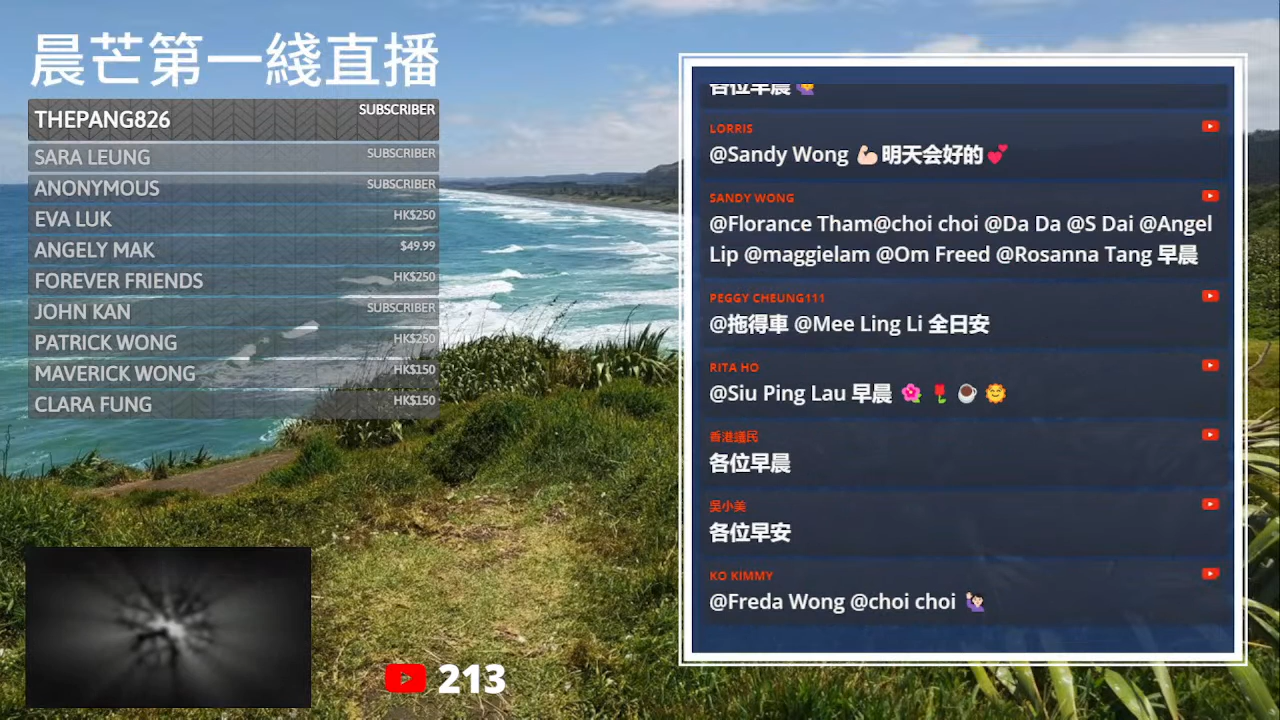 晨芒第一綫直播
THEPANG826 SUBSCRIBER
SARA LEUNG SUBSCRIBER
ANONYMOUS SUBSCRIBER
EVA LUK HK$250
ANGELY MAK $49.99
FOREVER FRIENDS HK$250
JOHN KAN SUBSCRIBER
PATRICK WONG HK$250
MAVERICK WONG HK$150
CLARA FUNG HK$150
213
各位早晨 🙋‍♀️
LORRIS
@Sandy Wong 💪🏻明天会好的💕
SANDY WONG
@Florance Tham@choi choi @Da Da @S Dai @Angel
Lip @maggielam @Om Freed @Rosanna Tang 早晨
PEGGY CHEUNG111
@拖得車 @Mee Ling Li 全日安
RITA HO
@Siu Ping Lau 早晨 🌺 🌷 ☕ 🌞
香港議民
各位早晨
吳小美
各位早安
KO KIMMY
@Freda Wong @choi choi 🙋🏻‍♀️